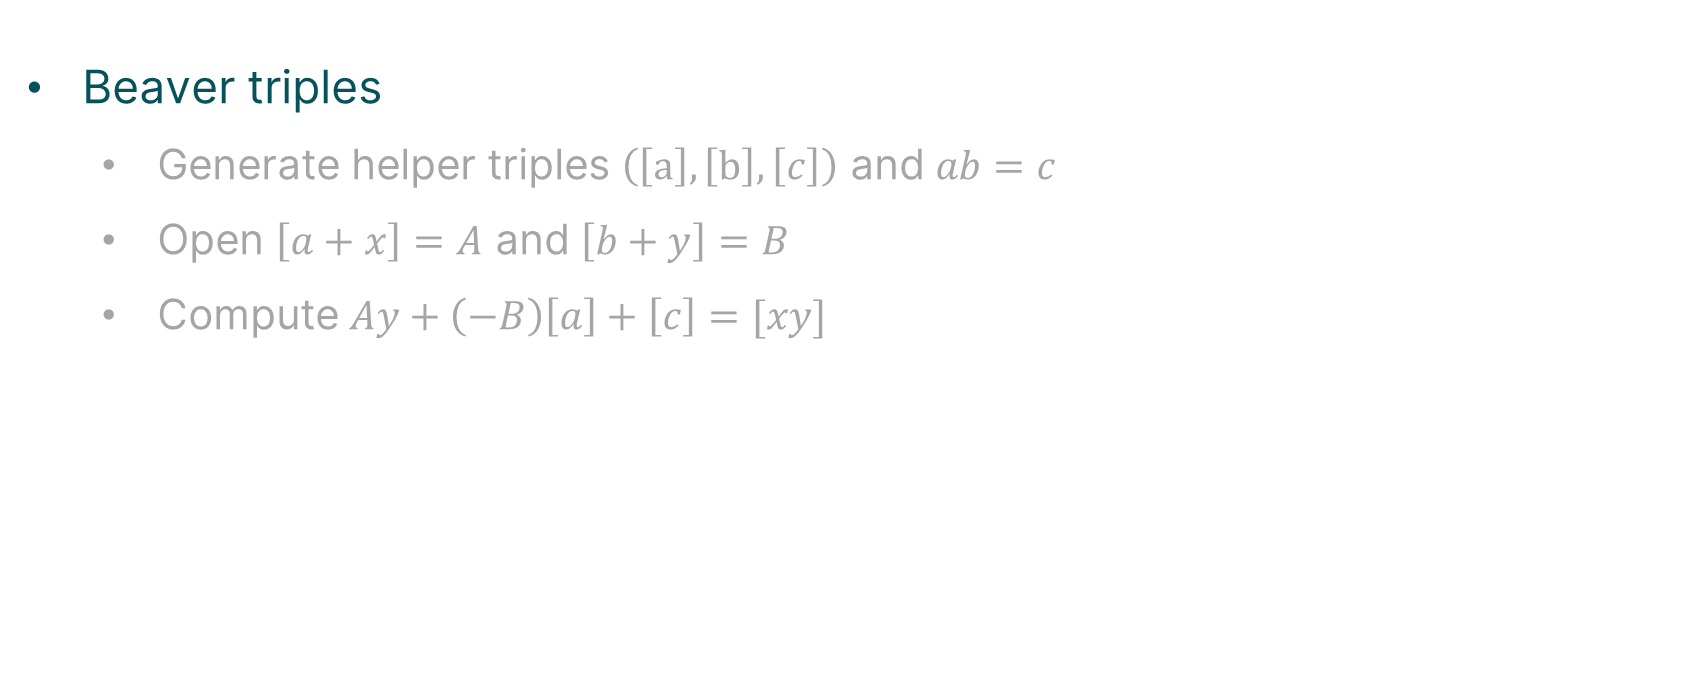 • Beaver triples
• Generate helper triples ([a], [b], [c]) and ab = c
• Open [a + x] = A and [b + y] = B
• Compute Ay + (−B)[a] + [c] = [xy]